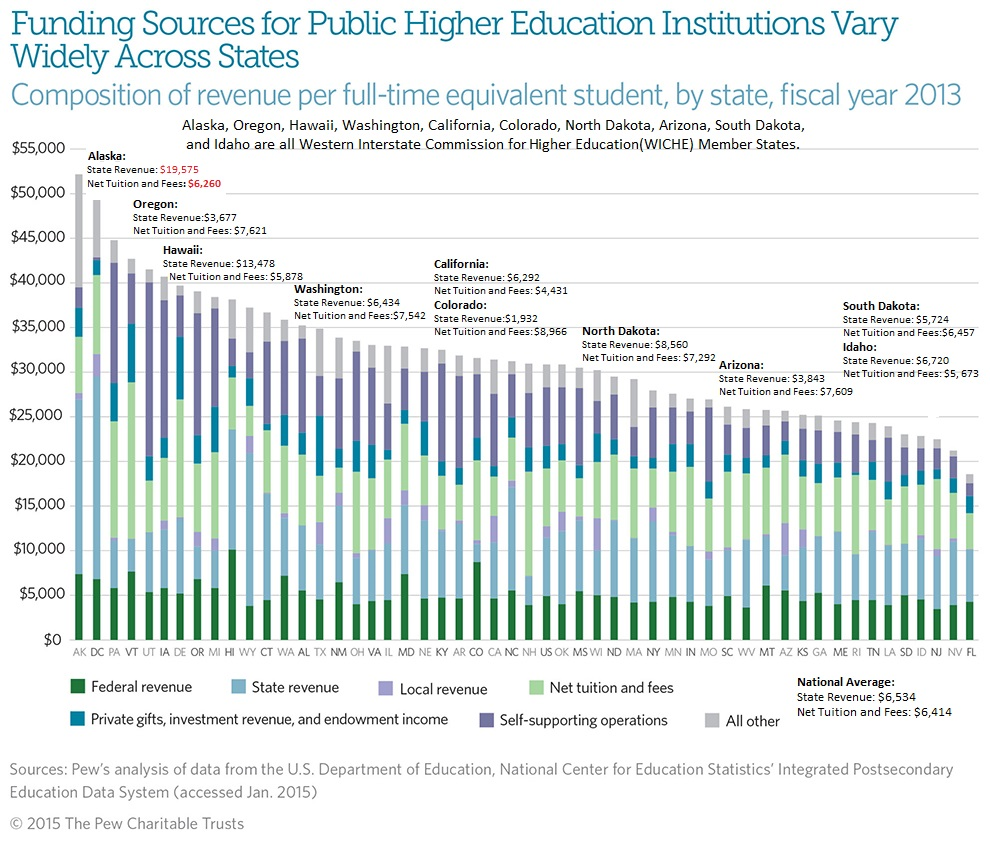 Funding Sources for Public Higher Education Institutions Vary
Widely Across States
Composition of revenue per full-time equivalent student, by state, fiscal year 2013
Alaska, Oregon, Hawaii, Washington, California, Colorado, North Dakota, Arizona, South Dakota,
and Idaho are all Western Interstate Commission for Higher Education(WICHE) Member States.
$55,000
Alaska:
State Revenue: $19,575
Net Tuition and Fees: $6,260
$50,000
Oregon:
State Revenue:$3,677
Net Tuition and Fees: $7,621
$45,000
Hawaii:
State Revenue: $13,478
Net Tuition and Fees: $5,878
$40,000
Washington:
State Revenue: $6,434
Net Tuition and Fees: $7,542
California:
State Revenue: $6,292
Net Tuition and Fees: $4,431
Colorado:
State Revenue:$1,932
Net Tuition and Fees: $8,966
North Dakota:
State Revenue: $8,560
Net Tuition and Fees: $7,292
Arizona:
State Revenue: $3,843
Net Tuition and Fees: $7,609
South Dakota:
State Revenue: $5,724
Net Tuition and Fees:$6,457
Idaho:
State Revenue: $6,720
Net Tuition and Fees: $5,673
$35,000
$30,000
$25,000
$20,000
$15,000
$10,000
$5,000
$0
AK DC PA VT UT IA DE OR MI HI WY CT WA AL TX NM OH VA IL MD NE KY AR CO CA NC NH US OK MS WI ND MA NY MN IN MO SC WV MT AZ KS GA ME RI TN LA SD ID NJ NV FL
Federal revenue
State revenue
Local revenue
Net tuition and fees
Private gifts, investment revenue, and endowment income
Self-supporting operations
All other
National Average:
State Revenue: $6,534
Net Tuition and Fees: $6,414
Sources: Pew's analysis of data from the U.S. Department of Education, National Center for Education Statistics' Integrated Postsecondary
Education Data System (accessed Jan. 2015)
© 2015 The Pew Charitable Trusts